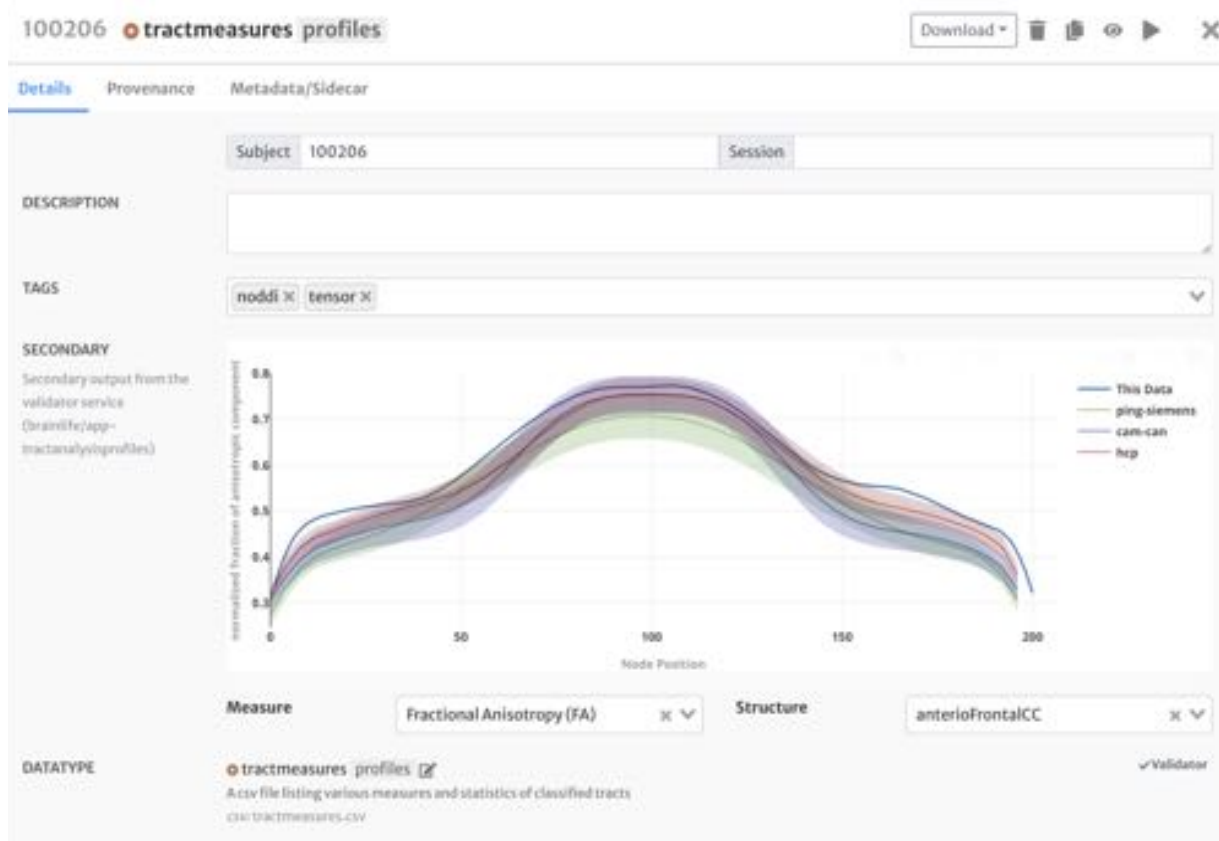 100206 tractmeasures profiles
Download
Details Provenance Metadata/Sidecar
Subject 100206 Session
DESCRIPTION
TAGS
noddi × tensor ×
SECONDARY
Secondary output from the
validator service
(brainlife/app-
tractanalysisprofiles)
normalized fraction of anisotropic component
0.8
0.7
0.6
0.5
0.4
0.3
0 50 100 150 200
Node Position
This Data
ping-siemens
cam-can
hcp
Measure Fractional Anisotropy (FA) × Structure anterioFrontalCC ×
DATATYPE
tractmeasures profiles
Validator
A csv file listing various measures and statistics of classified tracts
csv: tractmeasures.csv